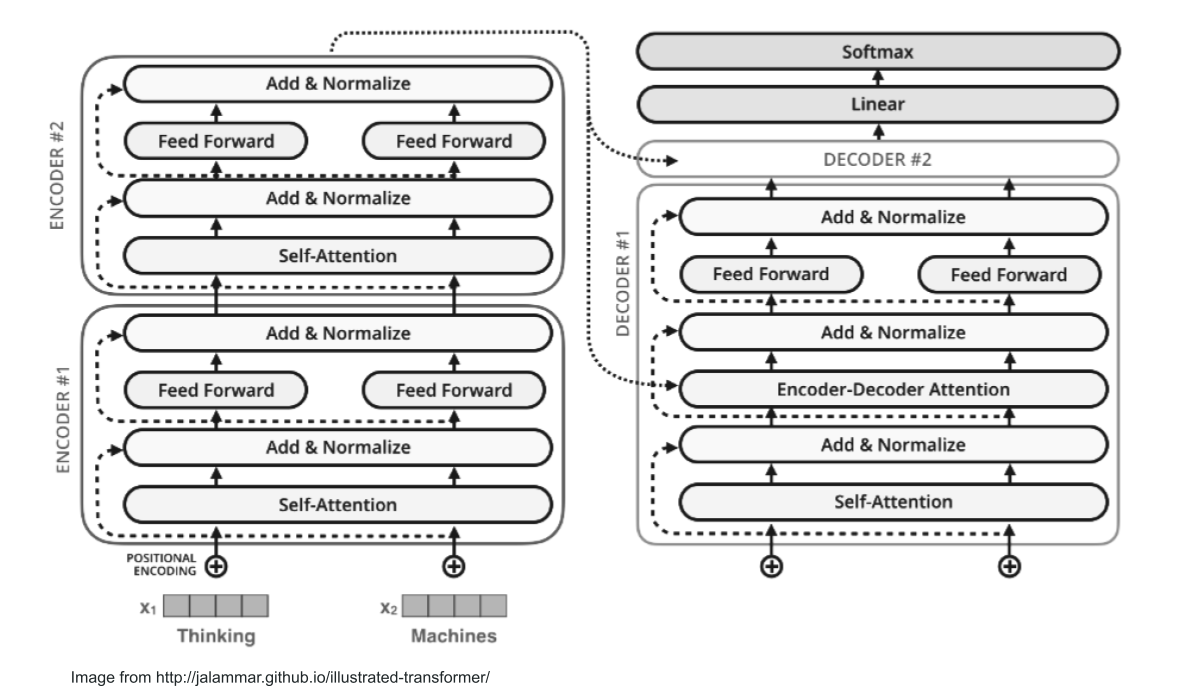 ENCODER #2
Add & Normalize
Feed Forward
Feed Forward
Add & Normalize
Self-Attention
ENCODER #1
Add & Normalize
Feed Forward
Feed Forward
Add & Normalize
Self-Attention
POSITIONAL
ENCODING
x₁
x₂
Thinking
Machines
Softmax
Linear
DECODER #2
DECODER #1
Add & Normalize
Feed Forward
Feed Forward
Add & Normalize
Encoder-Decoder Attention
Add & Normalize
Self-Attention
Image from http://jalammar.github.io/illustrated-transformer/